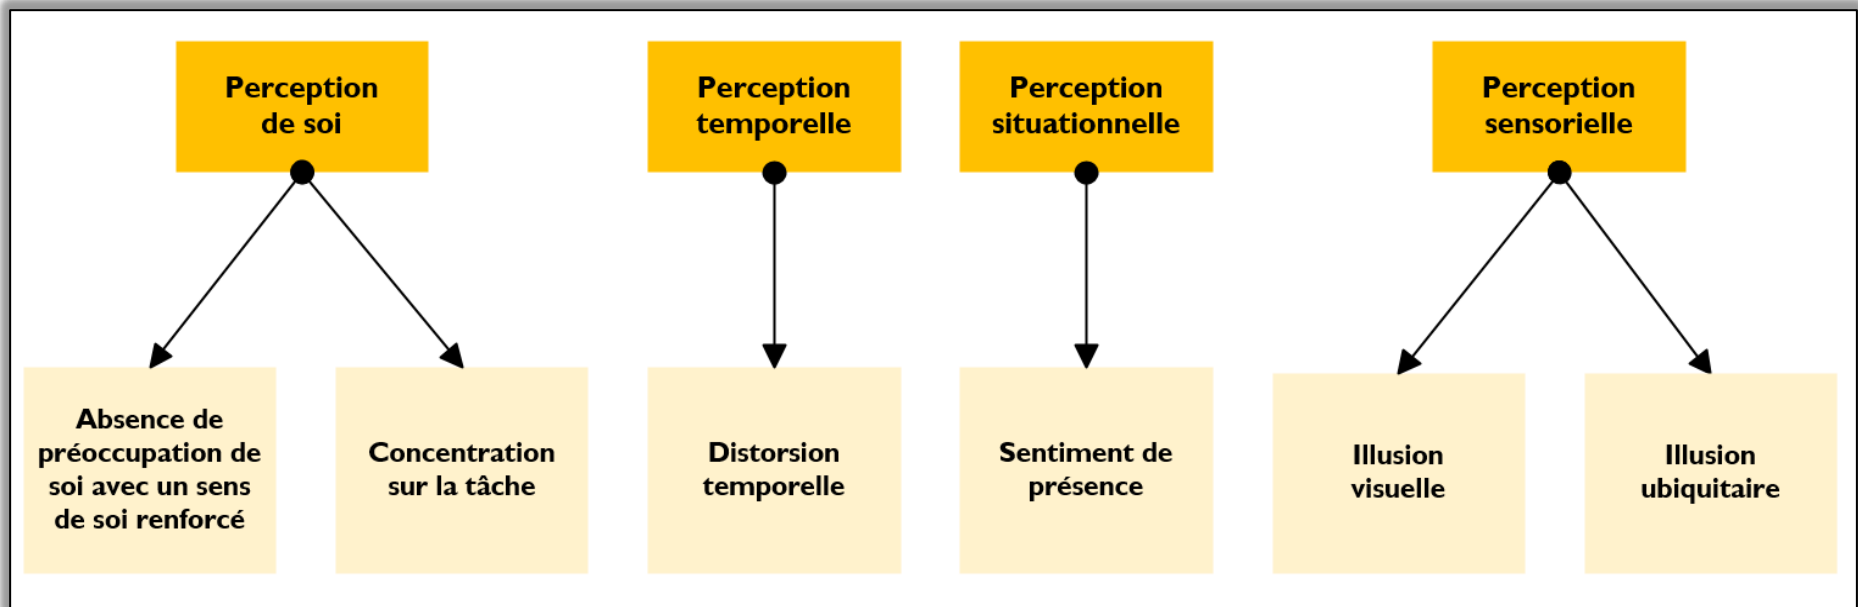 Perception
de soi
Perception
temporelle
Perception
situationnelle
Perception
sensorielle
Absence de
préoccupation de
soi avec un sens
de soi renforcé
Concentration
sur la tâche
Distorsion
temporelle
Sentiment de
présence
Illusion
visuelle
Illusion
ubiquitaire